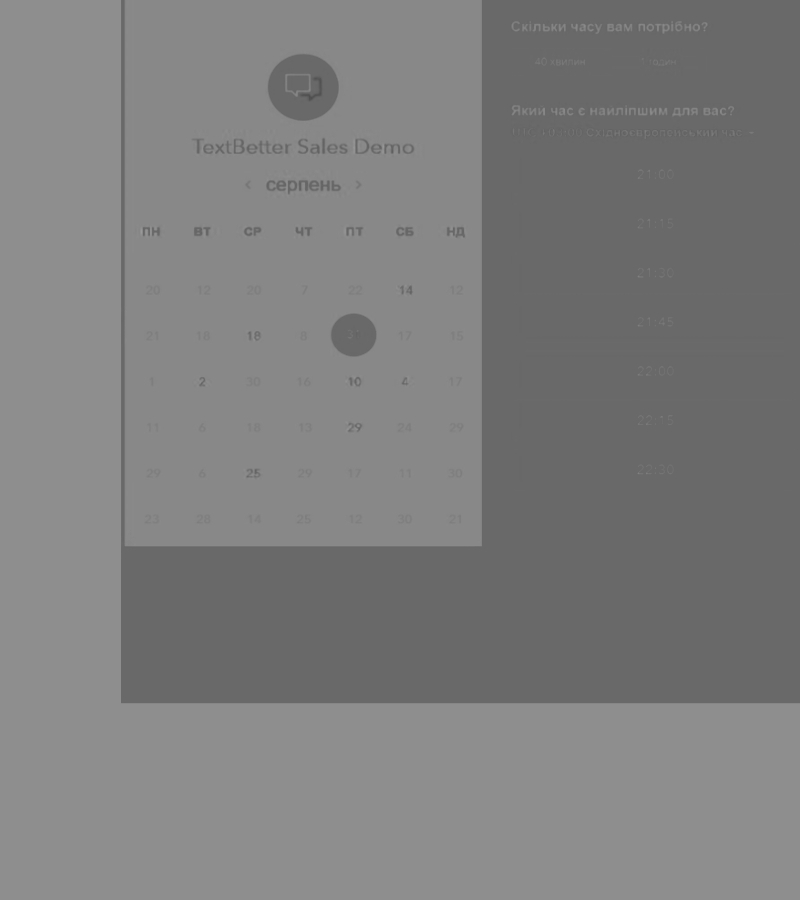 TextBetter Sales Demo
‹ серпень ›
ПН ВТ СР ЧТ ПТ СБ НД
20 12 20 7 22 14 12
21 18 18 8 17 15
1 2 30 16 10 4 17
11 6 18 13 29 24 29
29 6 25 29 17 11 30
23 28 14 25 12 30 21
Скільки часу вам потрібно?
40 хвилин 1 годин
Який час є наиліпшим для вас?
Східноєвропейський час
21:00
21:15
21:30
21:45
22:00
22:15
22:30